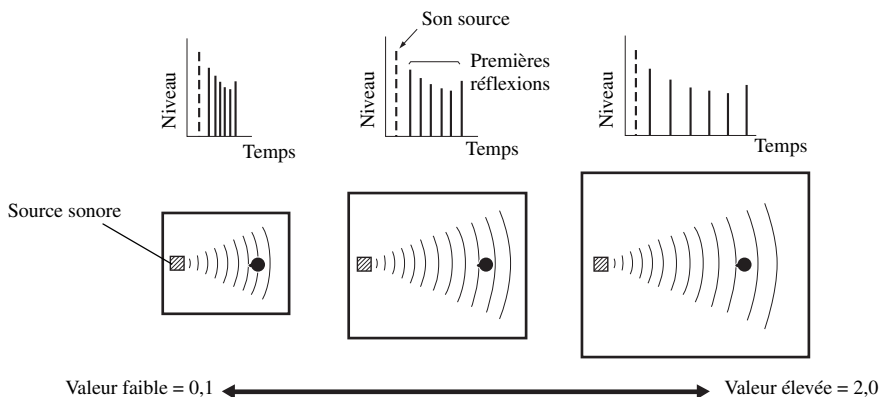 Son source
Premières
réflexions
Niveau
Temps
Niveau
Temps
Niveau
Temps
Source sonore
Valeur faible = 0,1
Valeur élevée = 2,0